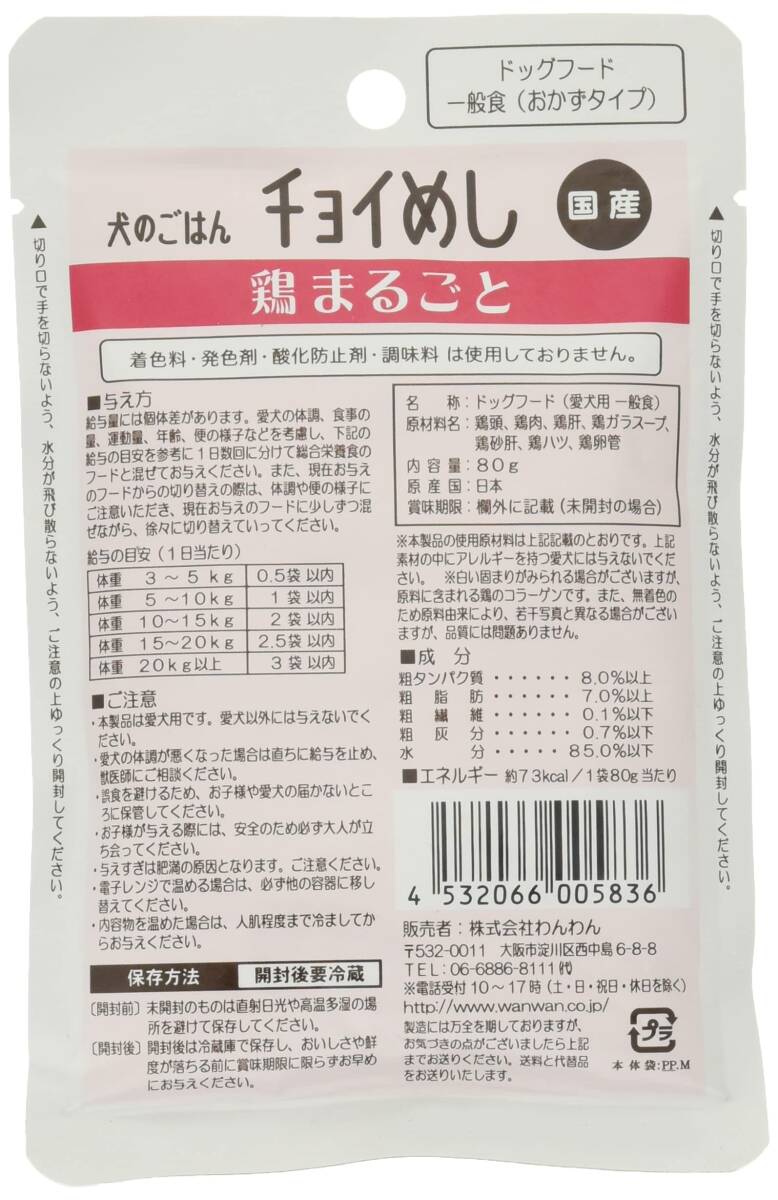 ドッグフード
一般食（おかずタイプ）
犬のごはん チョイめし 国産
鶏まるごと
着色料・発色剤・酸化防止剤・調味料 は使用しておりません。
▲切り口で手を切らないよう、水分が飛び散らないよう、ご注意の上ゆっくり開封してください。
■与え方
給与量には個体差があります。愛犬の体調、食事の
量、運動量、年齢、便の様子などを考慮し、下記の
給与の目安を参考に1日数回に分けて総合栄養食の
フードと混ぜてお与えください。また、現在お与え
のフードからの切り替えの際は、体調や便の様子に
ご注意いただき、現在お与えのフードに少しずつ混
ぜながら、徐々に切り替えていってください。
給与の目安（1日当たり）
体重 3～5kg 0.5袋 以内
体重 5～10kg 1袋 以内
体重 10～15kg 2袋 以内
体重 15～20kg 2.5袋 以内
体重 20kg以上 3袋 以内
■ご注意
・本製品は愛犬用です。愛犬以外には与えないでく
ださい。
・愛犬の体調が悪くなった場合は直ちに給与を止め、
獣医師にご相談ください。
・誤食を避けるため、お子様や愛犬の届かないとこ
ろに保管してください。
・お子様が与える際には、安全のため必ず大人が立
ち会ってください。
・与えすぎは肥満の原因となります。ご注意ください。
・電子レンジで温める場合は、必ず他の容器に移し
替えてください。
・内容物を温めた場合は、人肌程度まで冷ましてか
らお与えください。
保存方法 開封後要冷蔵
〔開封前〕未開封のものは直射日光や高温多湿の場
所を避けて保存してください。
〔開封後〕開封後は冷蔵庫で保存し、おいしさや鮮
度が落ちる前に賞味期限に限らずお早め
にお与えください。
名称：ドッグフード（愛犬用 一般食）
原材料名：鶏頭、鶏肉、鶏肝、鶏ガラスープ、
鶏砂肝、鶏ハツ、鶏卵管
内容量：80g
原産国：日本
賞味期限：欄外に記載（未開封の場合）
※本製品の使用原材料は上記記載のとおりです。上記
素材の中にアレルギーを持つ愛犬には与えないでくだ
さい。 ※白い固まりがみられる場合がございますが、
原料に含まれる鶏のコラーゲンです。また、無着色の
ため原料由来により、若干写真と異なる場合がござい
ますが、品質には問題ありません。
■成分
粗タンパク質・・・・・・8.0%以上
粗脂肪・・・・・・7.0%以上
粗繊維・・・・・・0.1%以下
粗灰分・・・・・・0.7%以下
水分・・・・・・85.0%以下
■エネルギー 約73kcal／1袋80g当たり
4 532066 005836
販売者：株式会社わんわん
〒532-0011 大阪市淀川区西中島6-8-8
TEL：06-6886-8111㈹
※電話受付10～17時（土・日・祝日・休日を除く）
http://www.wanwan.co.jp/
製造には万全を期しておりますが、
お気づきの点がございましたら上記
までお送りください。送料と代替品
をお送りいたします。
プラ
本体袋：PP.M
▲切り口で手を切らないよう、水分が飛び散らないよう、ご注意の上ゆっくり開封してください。